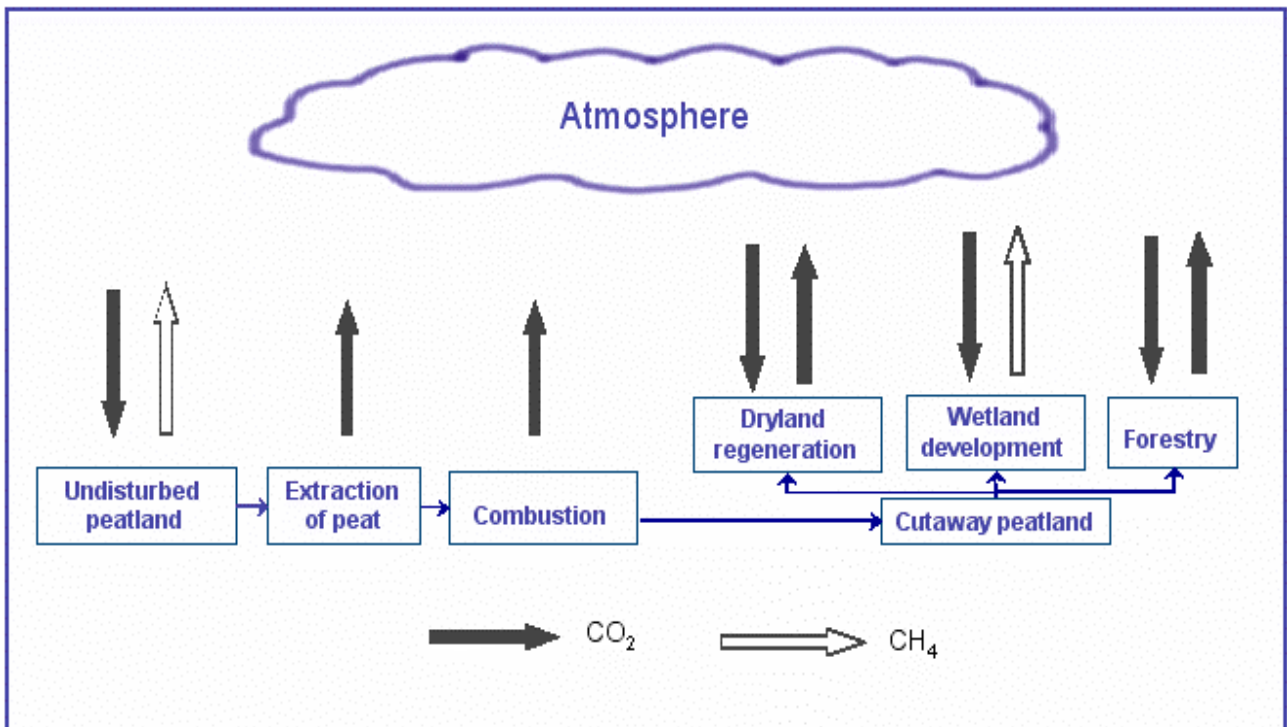 Atmosphere
Undisturbed
peatland
Extraction
of peat
Combustion
Dryland
regeneration
Wetland
development
Forestry
Cutaway peatland
CO₂
CH₄